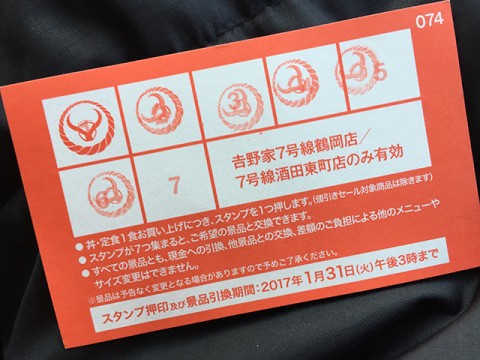 074
3
5
6
7
吉野家7号線鶴岡店/
7号線酒田東町店のみ有効
●丼・定食1食お買い上げにつき、スタンプを1つ押します。(値引きセール対象商品は除きます)
●スタンプが7つ集まると、ご希望の景品と交換できます。
●すべての景品とも、現金への引換、他景品との交換、差額のご負担による他のメニューや
サイズ変更はできません。
※景品は予告なく変更となる場合がありますので予めご了承ください。
スタンプ押印及び景品引換期間:2017年1月31日(火)午後3時まで